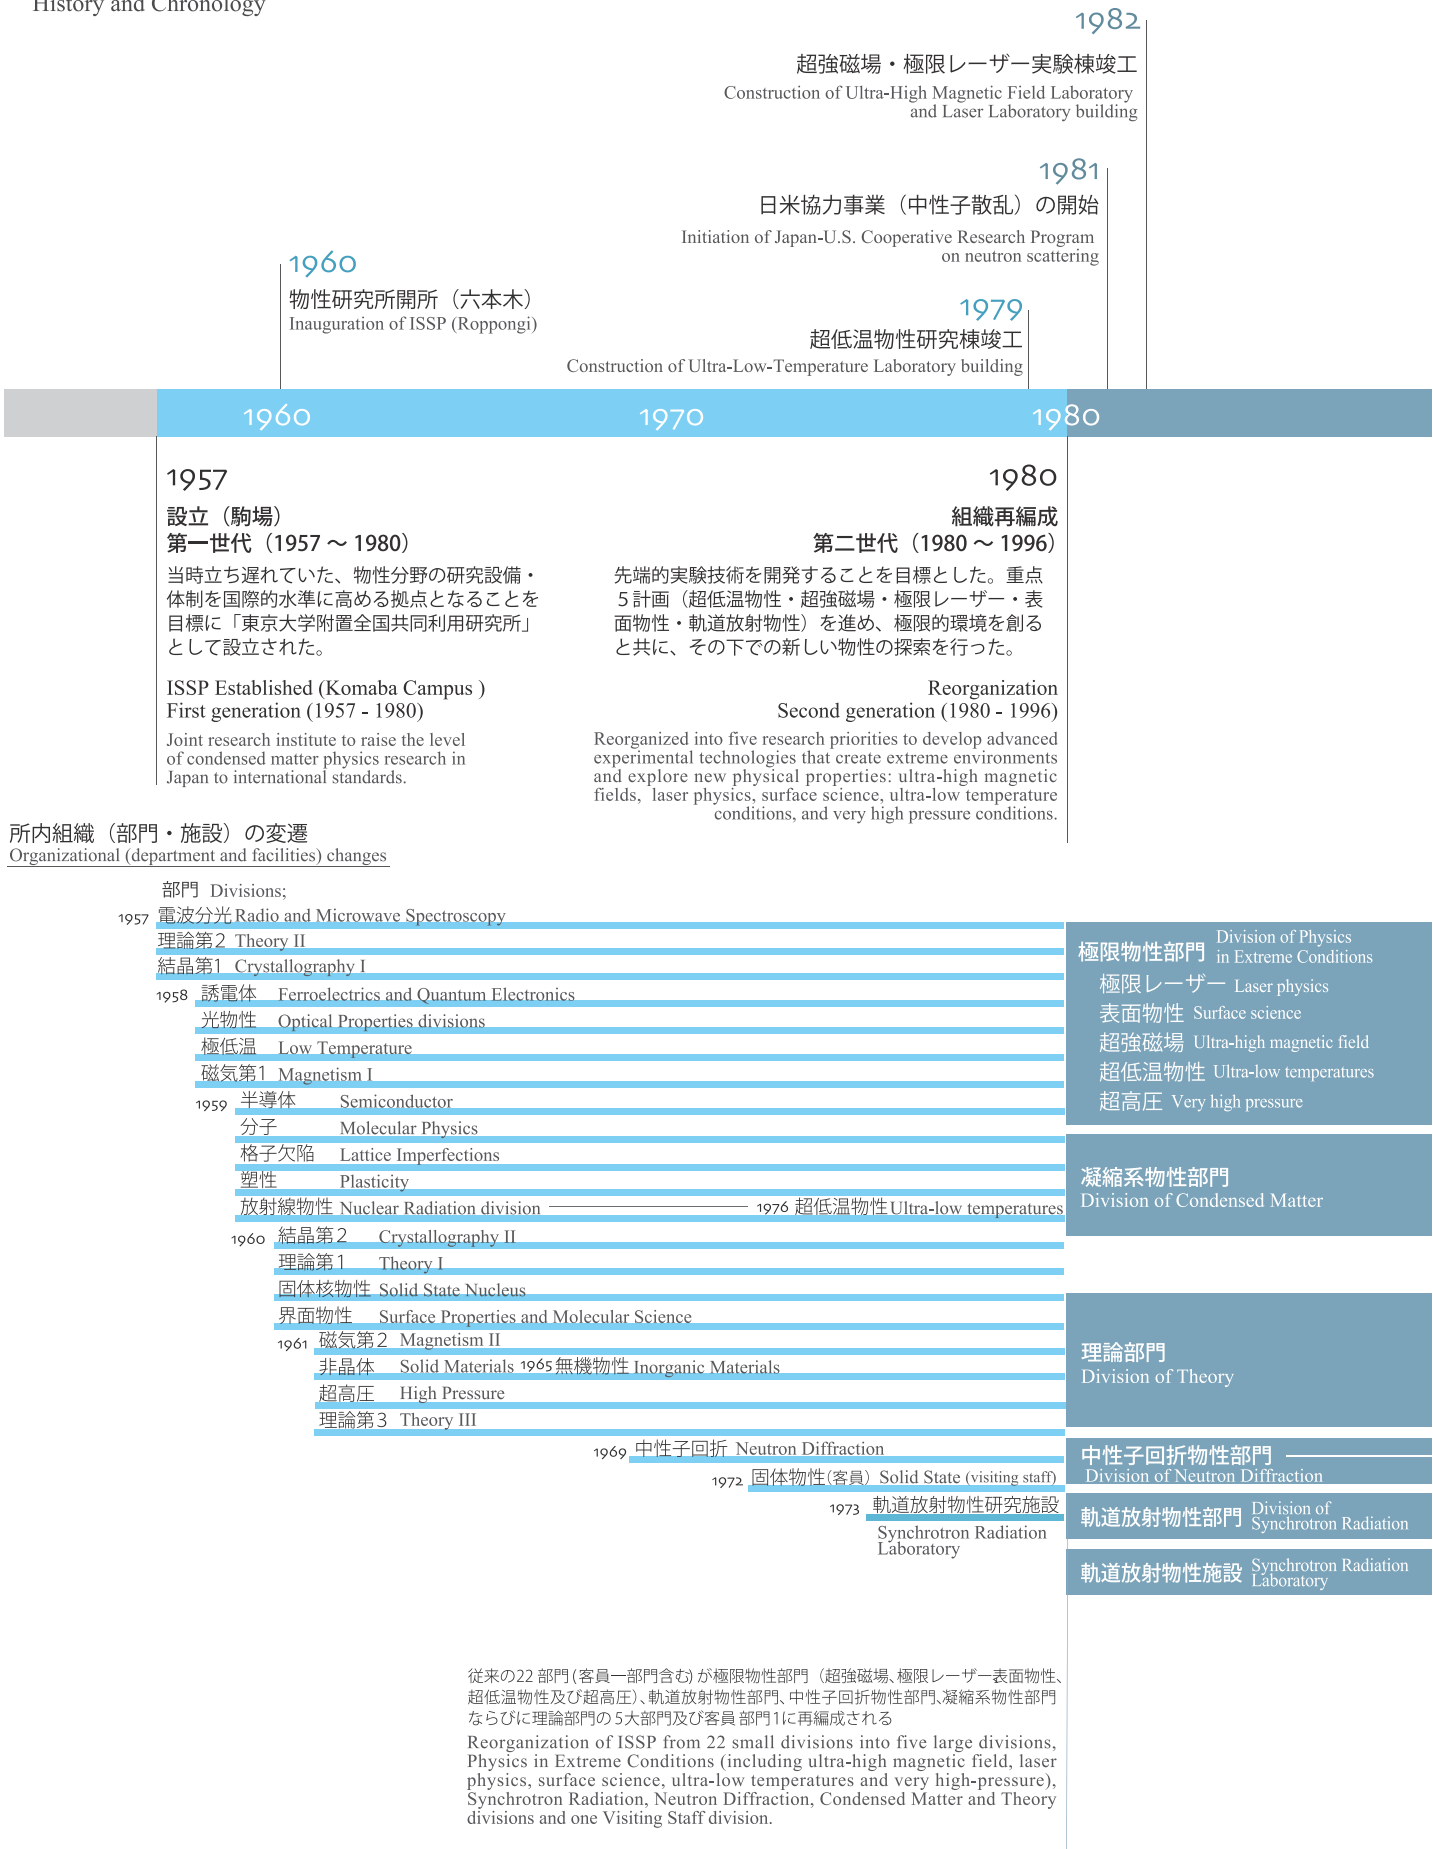 History and Chronology
1982
超強磁場・極限レーザー実験棟竣工
Construction of Ultra-High Magnetic Field Laboratory
and Laser Laboratory building
1981
日米協力事業（中性子散乱）の開始
Initiation of Japan-U.S. Cooperative Research Program
on neutron scattering
1960
物性研究所開所（六本木）
Inauguration of ISSP (Roppongi)
1979
超低温物性研究棟竣工
Construction of Ultra-Low-Temperature Laboratory building
1960 1970 1980
1957
設立（駒場）
第一世代（1957 ～ 1980）
当時立ち遅れていた、物性分野の研究設備・
体制を国際的水準に高める拠点となることを
目標に「東京大学附置全国共同利用研究所」
として設立された。
ISSP Established (Komaba Campus )
First generation (1957 - 1980)
Joint research institute to raise the level
of condensed matter physics research in
Japan to international standards.
1980
組織再編成
第二世代（1980 ～ 1996）
先端的実験技術を開発することを目標とした。重点
５計画（超低温物性・超強磁場・極限レーザー・表
面物性・軌道放射物性）を進め、極限的環境を創る
と共に、その下での新しい物性の探索を行った。
Reorganization
Second generation (1980 - 1996)
Reorganized into five research priorities to develop advanced
experimental technologies that create extreme environments
and explore new physical properties: ultra-high magnetic
fields, laser physics, surface science, ultra-low temperature
conditions, and very high pressure conditions.
所内組織（部門・施設）の変遷
Organizational (department and facilities) changes
部門 Divisions;
1957 電波分光 Radio and Microwave Spectroscopy
理論第２ Theory II
結晶第1 Crystallography I
1958 誘電体 Ferroelectrics and Quantum Electronics
光物性 Optical Properties divisions
極低温 Low Temperature
磁気第1 Magnetism I
1959 半導体 Semiconductor
分子 Molecular Physics
格子欠陥 Lattice Imperfections
塑性 Plasticity
放射線物性 Nuclear Radiation division 1976 超低温物性 Ultra-low temperatures
1960 結晶第２ Crystallography II
理論第１ Theory I
固体核物性 Solid State Nucleus
界面物性 Surface Properties and Molecular Science
1961 磁気第２ Magnetism II
非晶体 Solid Materials 1965 無機物性 Inorganic Materials
超高圧 High Pressure
理論第３ Theory III
1969 中性子回折 Neutron Diffraction
1972 固体物性(客員) Solid State (visiting staff)
1973 軌道放射物性研究施設
Synchrotron Radiation
Laboratory
極限物性部門 Division of Physics
in Extreme Conditions
極限レーザー Laser physics
表面物性 Surface science
超強磁場 Ultra-high magnetic field
超低温物性 Ultra-low temperatures
超高圧 Very high pressure
凝縮系物性部門
Division of Condensed Matter
理論部門
Division of Theory
中性子回折物性部門
Division of Neutron Diffraction
軌道放射物性部門 Division of
Synchrotron Radiation
軌道放射物性施設 Synchrotron Radiation
Laboratory
従来の22 部門 (客員一部門含む) が極限物性部門（超強磁場、極限レーザー表面物性、
超低温物性及び超高圧）、軌道放射物性部門、中性子回折物性部門、凝縮系物性部門
ならびに理論部門の 5大部門及び客員 部門1に再編成される
Reorganization of ISSP from 22 small divisions into five large divisions,
Physics in Extreme Conditions (including ultra-high magnetic field, laser
physics, surface science, ultra-low temperatures and very high-pressure),
Synchrotron Radiation, Neutron Diffraction, Condensed Matter and Theory
divisions and one Visiting Staff division.